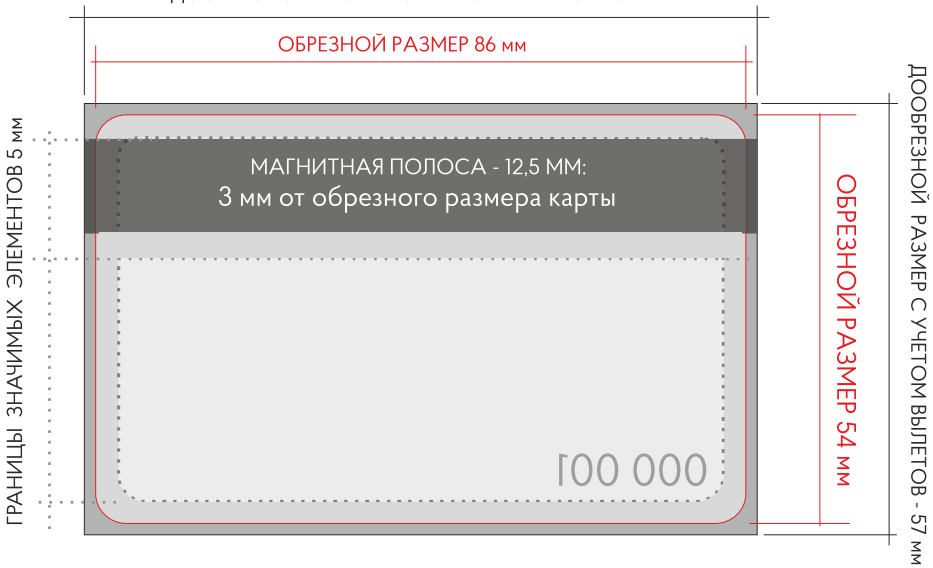 ОБРЕЗНОЙ РАЗМЕР 86 мм
МАГНИТНАЯ ПОЛОСА - 12,5 ММ:
3 мм от обрезного размера карты
ГРАНИЦЫ ЗНАЧИМЫХ ЭЛЕМЕНТОВ 5 мм
ОБРЕЗНОЙ РАЗМЕР 54 мм
ДООБРЕЗНОЙ РАЗМЕР С УЧЕТОМ ВЫЛЕТОВ - 57 мм
000 001